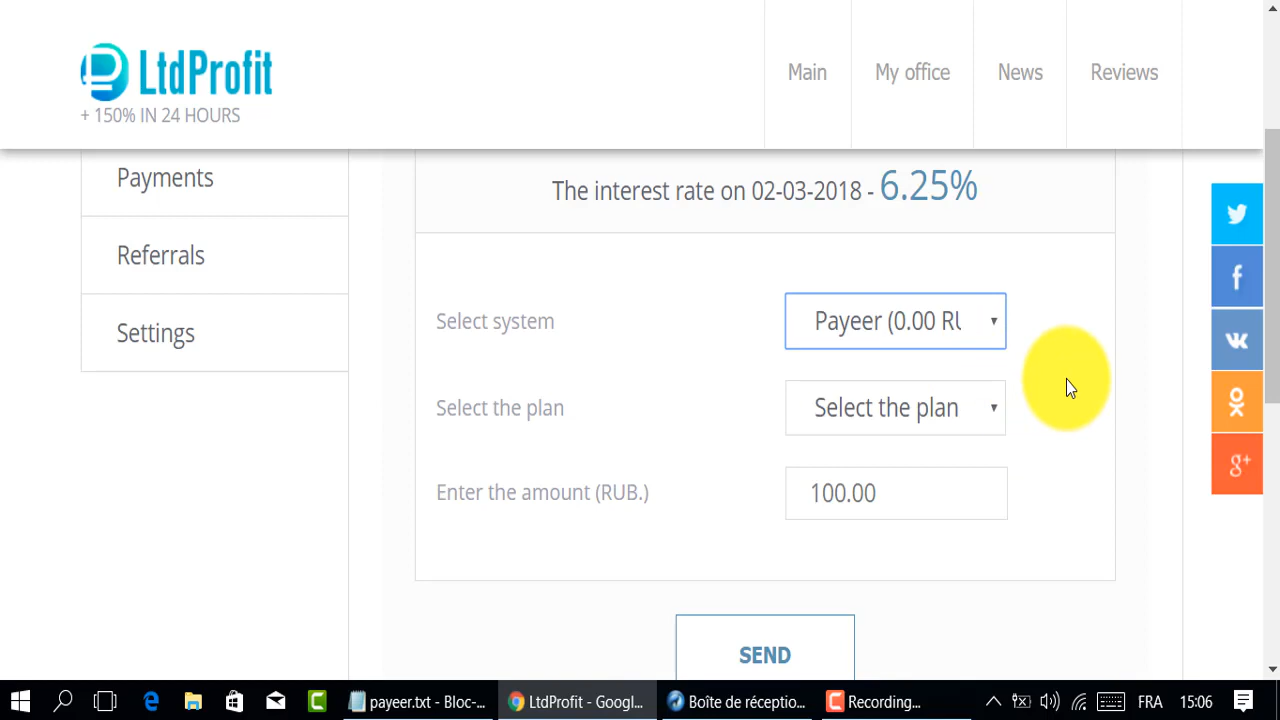 LtdProfit
+ 150% IN 24 HOURS
Main
My office
News
Reviews
Payments
Referrals
Settings
The interest rate on 02-03-2018 - 6.25%
Select system
Payeer (0.00 RU
Select the plan
Select the plan
Enter the amount (RUB.)
100.00
SEND
payeer.txt - Bloc-...
LtdProfit - Googl...
Boîte de réceptio...
Recording...
FRA
15:06